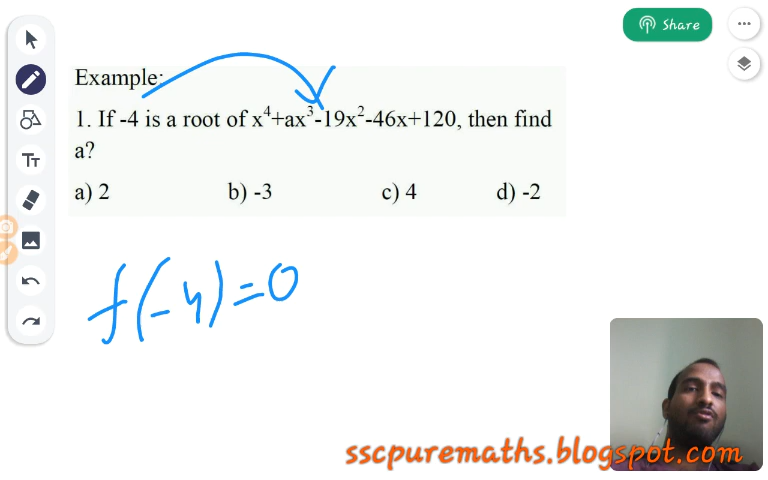 Share
Example:
1. If -4 is a root of x⁴+ax³-19x²-46x+120, then find
a?
a) 2 b) -3 c) 4 d) -2
f(-4)=0
TT
sscpuremaths.blogspot.com